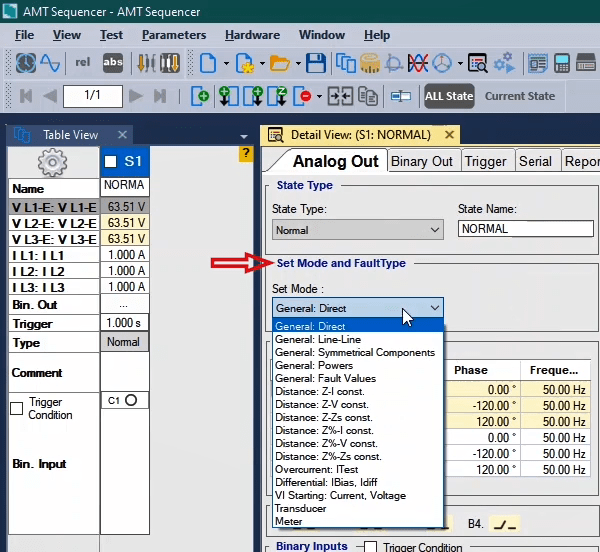 AMT Sequencer - AMT Sequencer
File View Test Parameters Hardware Window Help
rel abs
1/1 ALL State Current State
Table View
Detail View: (S1: NORMAL)
?
S1
Name NORMA
V L1-E: V L1-E 63.51 V
V L2-E: V L2-E 63.51 V
V L3-E: V L3-E 63.51 V
I L1: I L1 1.000 A
I L2: I L2 1.000 A
I L3: I L3 1.000 A
Bin. Out ...
Trigger 1.000 s
Type Normal
Comment
Trigger Condition C1
Bin. Input
Analog Out Binary Out Trigger Serial Repor
State Type
State Type: State Name:
Normal NORMAL
Set Mode and FaultType
Set Mode :
General: Direct
General: Direct
General: Line-Line
General: Symmetrical Components
General: Powers
General: Fault Values
Distance: Z-I const.
Distance: Z-V const.
Distance: Z-Zs const.
Distance: Z%-I const.
Distance: Z%-V const.
Distance: Z%-Zs const.
Overcurrent: ITest
Differential: IBias, Idiff
VI Starting: Current, Voltage
Transducer
Meter
Phase Freque...
0.00 ° 50.00 Hz
-120.00 ° 50.00 Hz
120.00 ° 50.00 Hz
0.00 ° 50.00 Hz
-120.00 ° 50.00 Hz
120.00 ° 50.00 Hz
B4.
Binary Inputs Trigger Condition